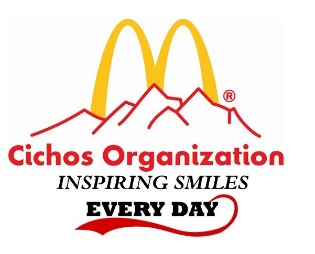 ®
Cichos Organization
INSPIRING SMILES
EVERY DAY